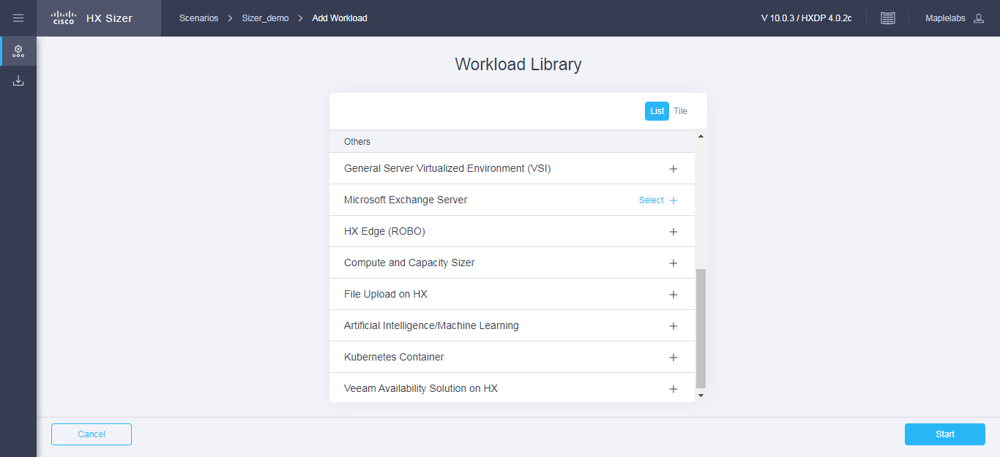 CISCO HX Sizer Scenarios > Sizer_demo > Add Workload V 10.0.3 / HXDP 4.0.2c Maplelabs
Workload Library
List Tile
Others
General Server Virtualized Environment (VSI)
Microsoft Exchange Server Select
HX Edge (ROBO)
Compute and Capacity Sizer
File Upload on HX
Artificial Intelligence/Machine Learning
Kubernetes Container
Veeam Availability Solution on HX
Cancel Start